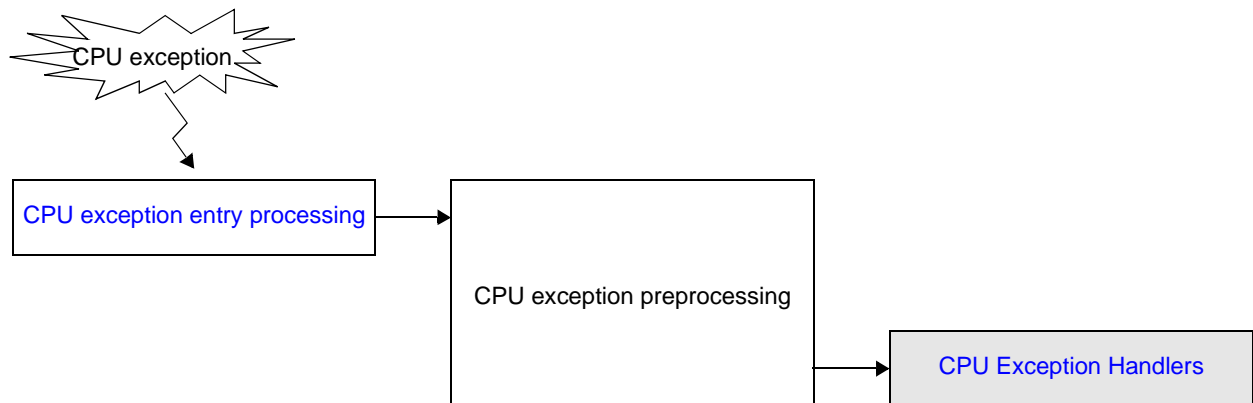 CPU exception
CPU exception entry processing
CPU exception preprocessing
CPU Exception Handlers